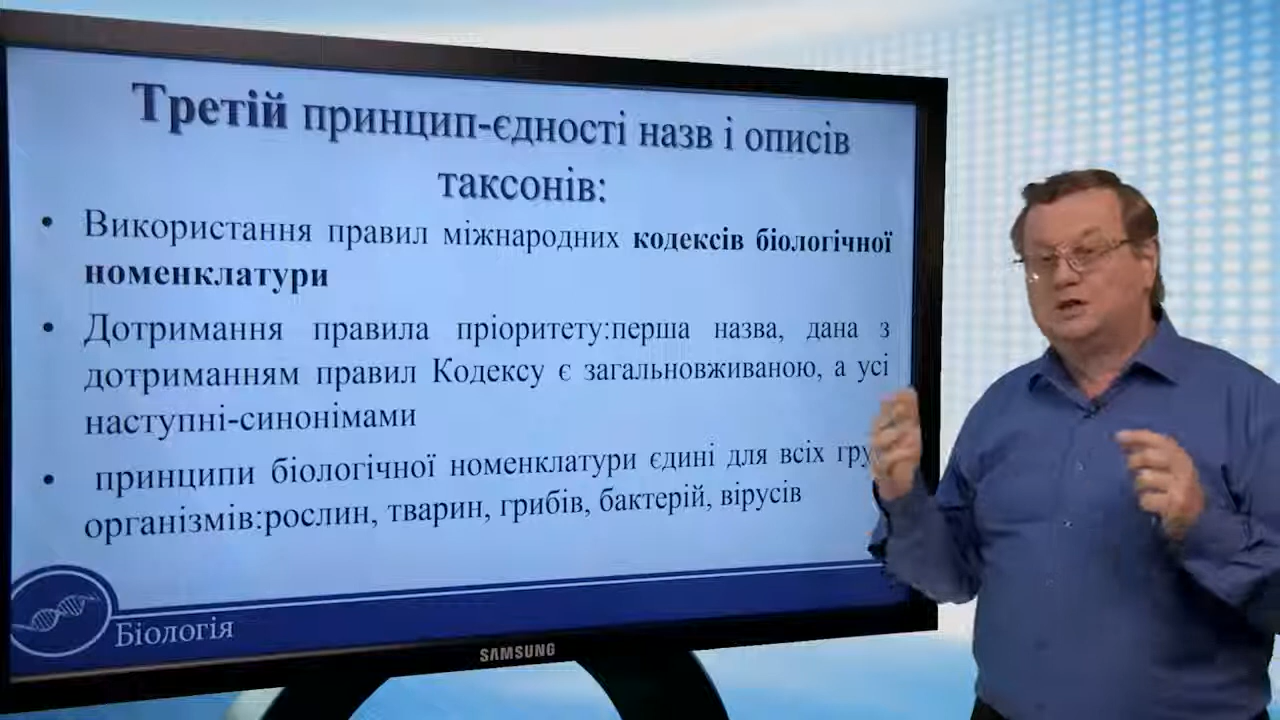 Третій принцип-єдності назв і описів
таксонів:
• Використання правил міжнародних кодексів біологічної
номенклатури
• Дотримання правила пріоритету:перша назва, дана з
дотриманням правил Кодексу є загальновживаною, а усі
наступні-синонімами
• принципи біологічної номенклатури єдині для всіх
організмів:рослин, тварин, грибів, бактерій, вірусів
Біологія
SAMSUNG